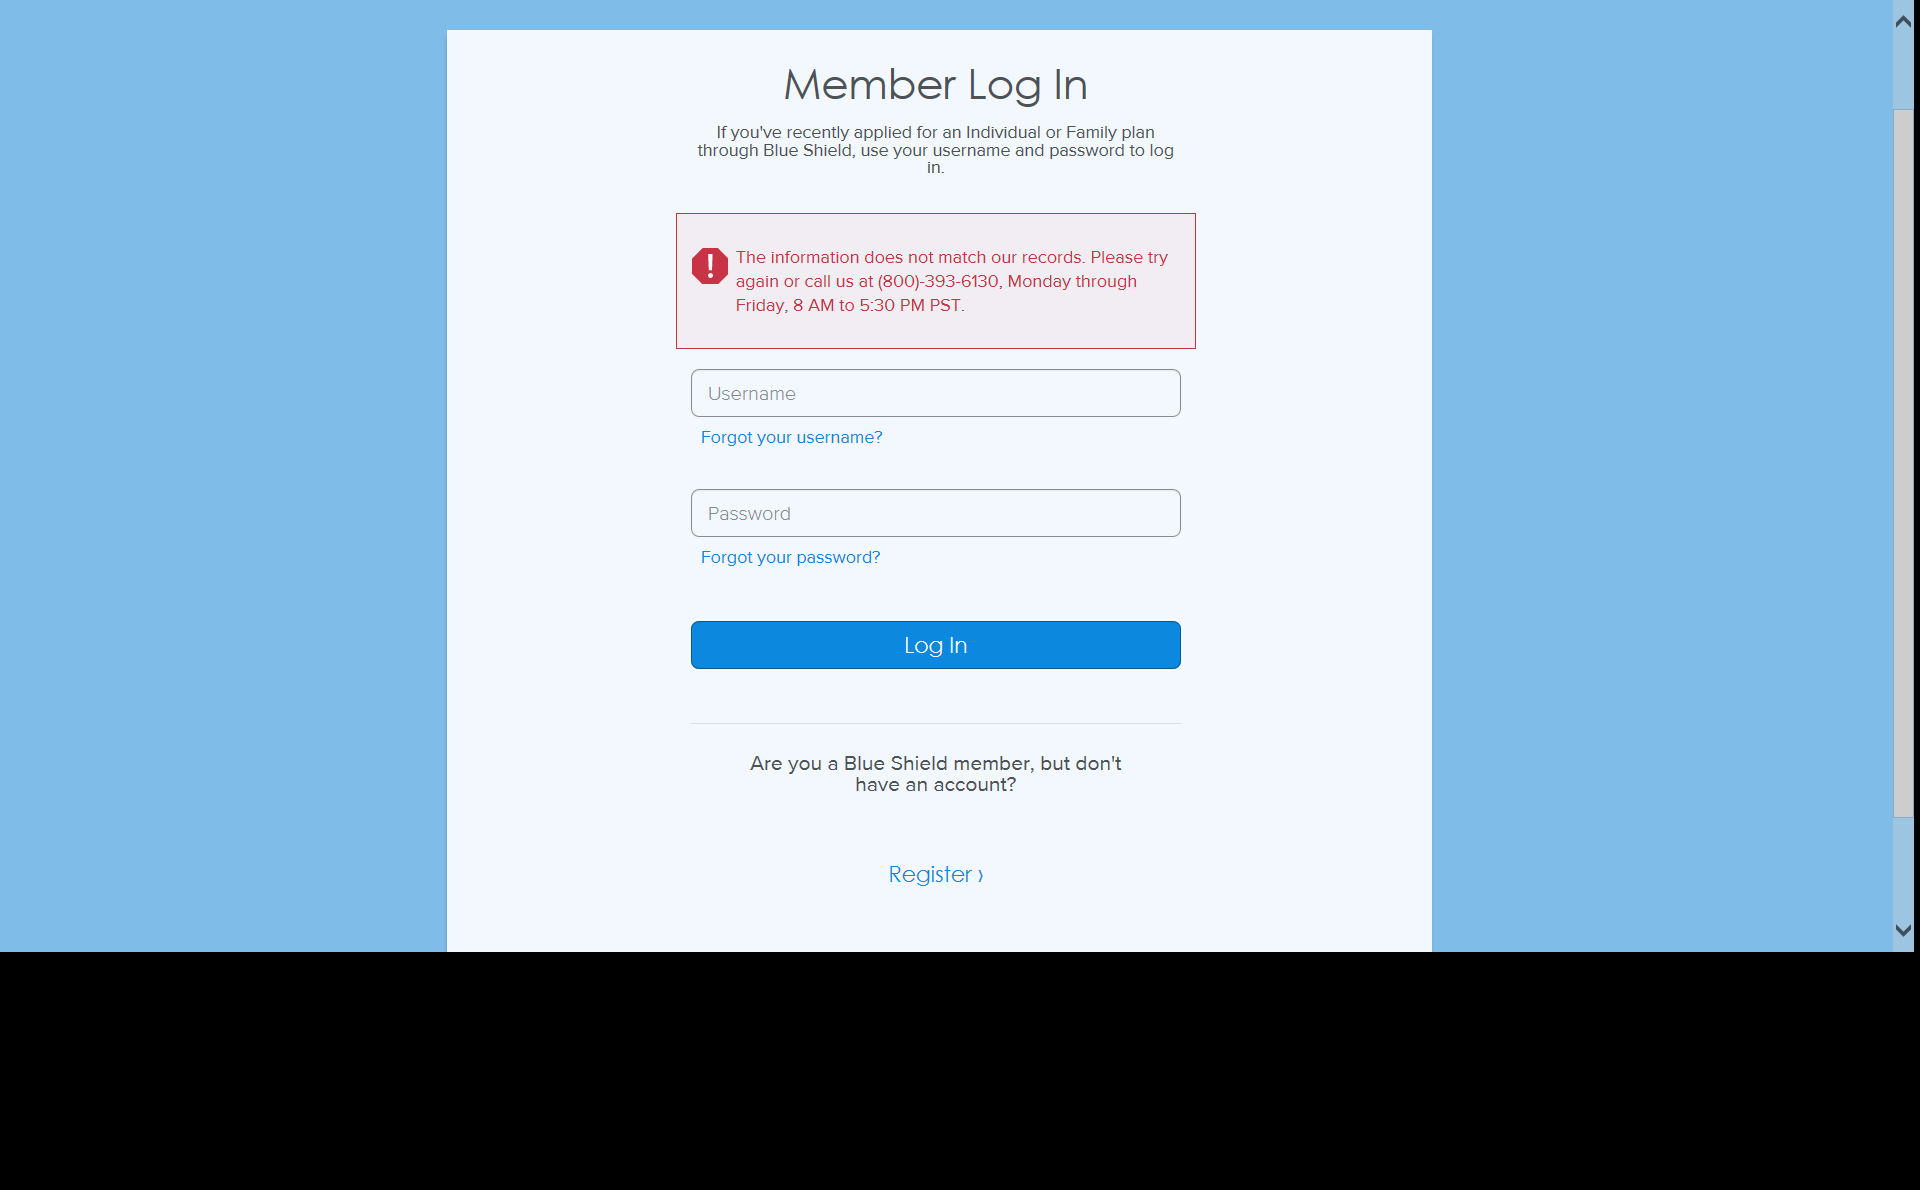 Member Log In
If you've recently applied for an Individual or Family plan
through Blue Shield, use your username and password to log
in.
The information does not match our records. Please try
again or call us at (800)-393-6130, Monday through
Friday, 8 AM to 5:30 PM PST.
Username
Forgot your username?
Password
Forgot your password?
Log In
Are you a Blue Shield member, but don't
have an account?
Register ›